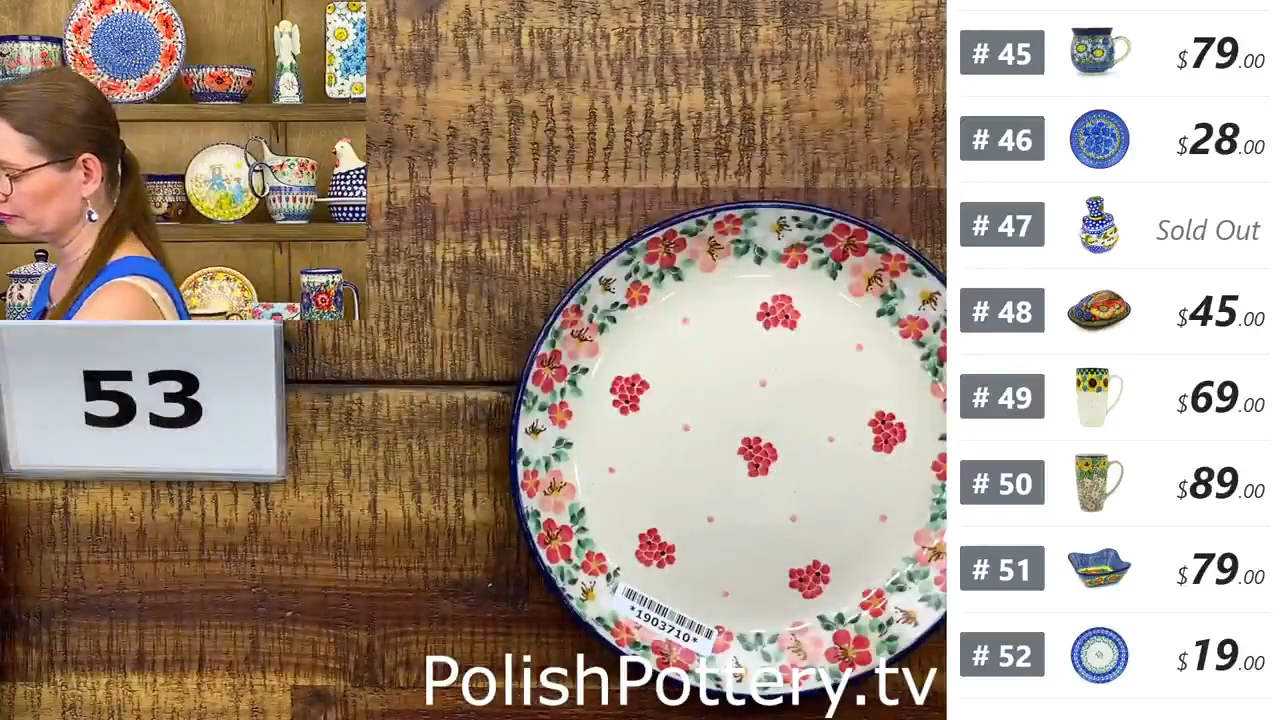 53
*1903710*
PolishPottery.tv
# 45 $79.00
# 46 $28.00
# 47 Sold Out
# 48 $45.00
# 49 $69.00
# 50 $89.00
# 51 $79.00
# 52 $19.00